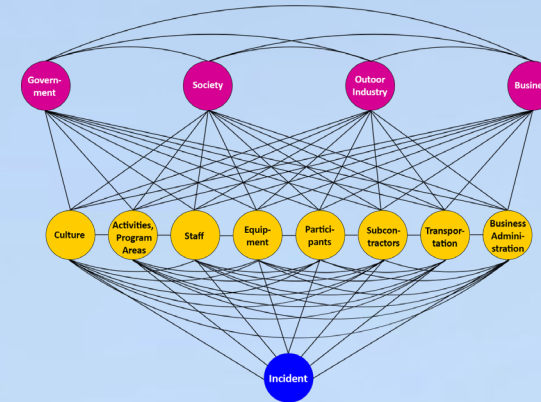 Govern-
ment
Society
Outoor
Industry
Busine
Culture
Activities,
Program
Areas
Staff
Equip-
ment
Partici-
pants
Subcon-
tractors
Transpor-
tation
Business
Admini-
stration
Incident